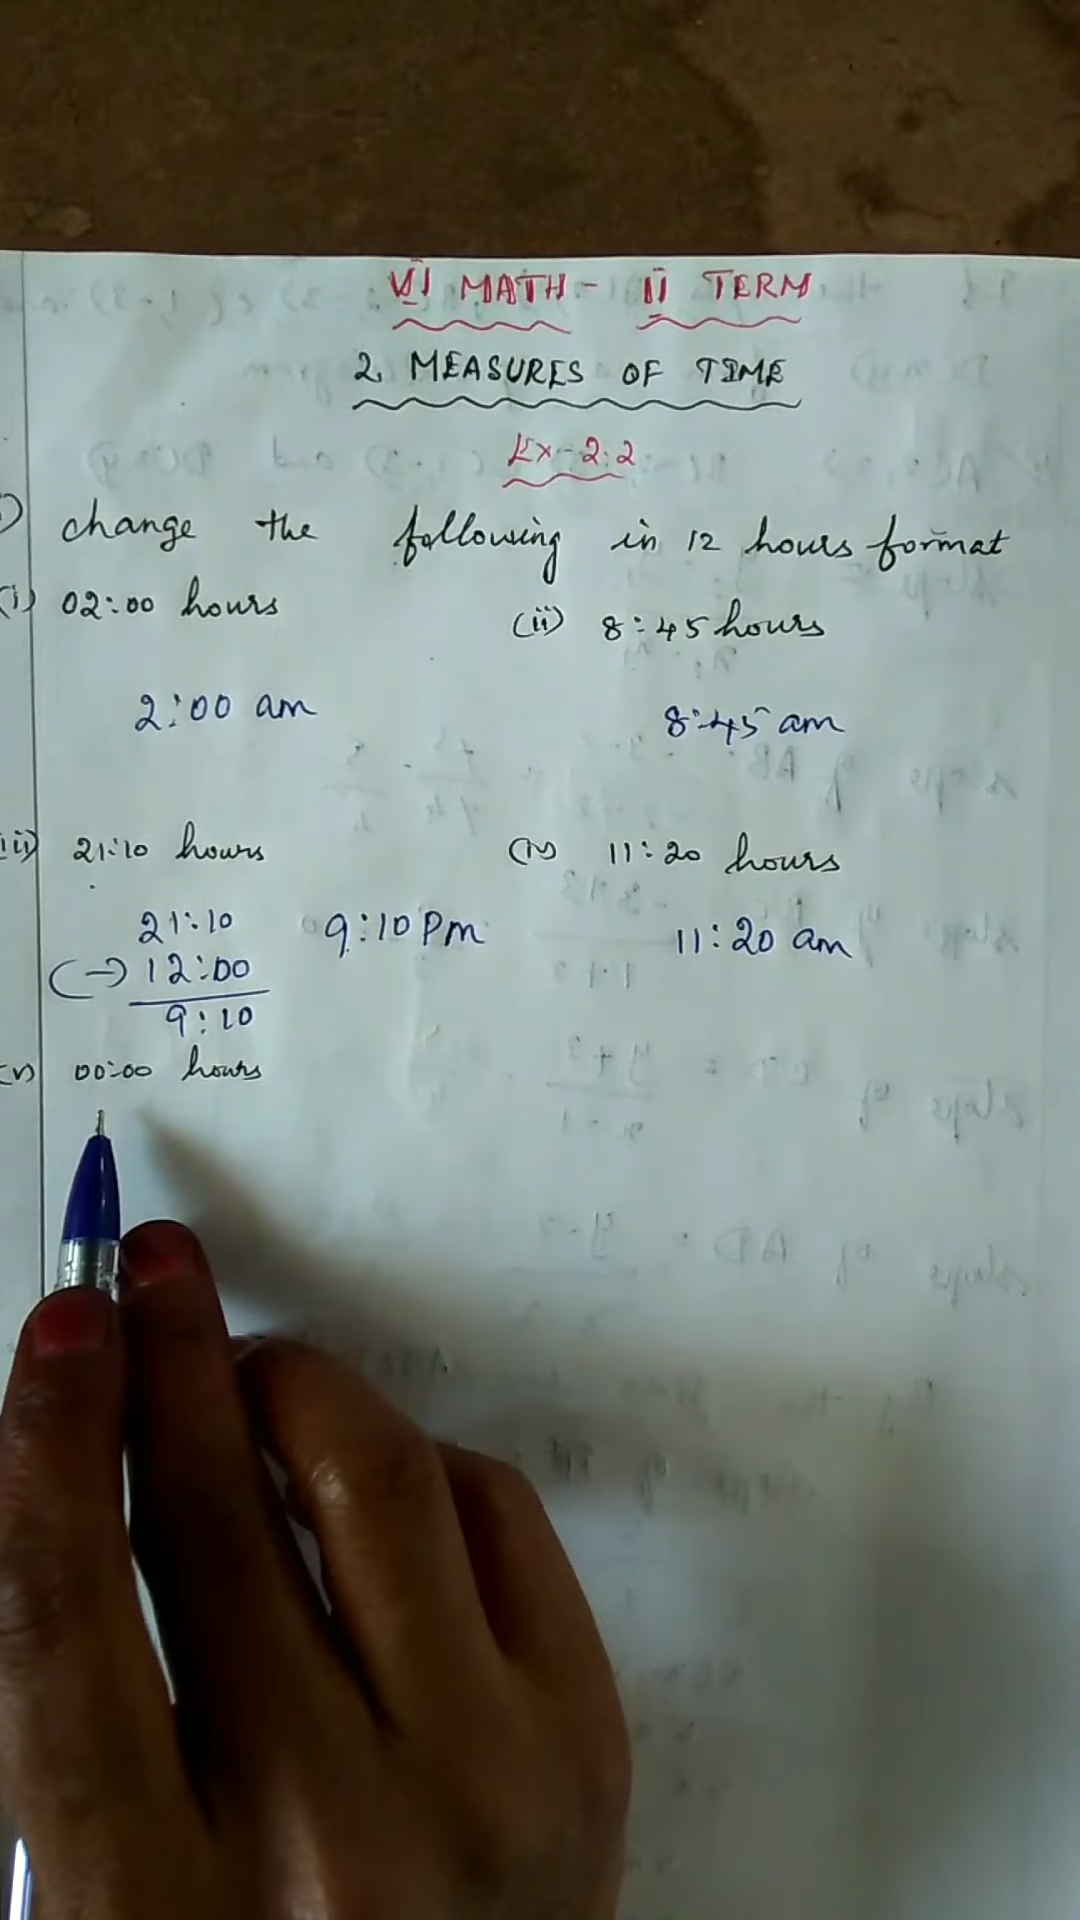 VI MATH - II TERM
2. MEASURES OF TIME
Ex - 2.2
change the following in 12 hours format
(i) 02:00 hours
(ii) 8:45 hours
2:00 am
8:45 am
(iii) 21:10 hours
(iv) 11:20 hours
21:10
9:10 Pm
11:20 am
(-) 12:00
9:10
(v) 00:00 hours